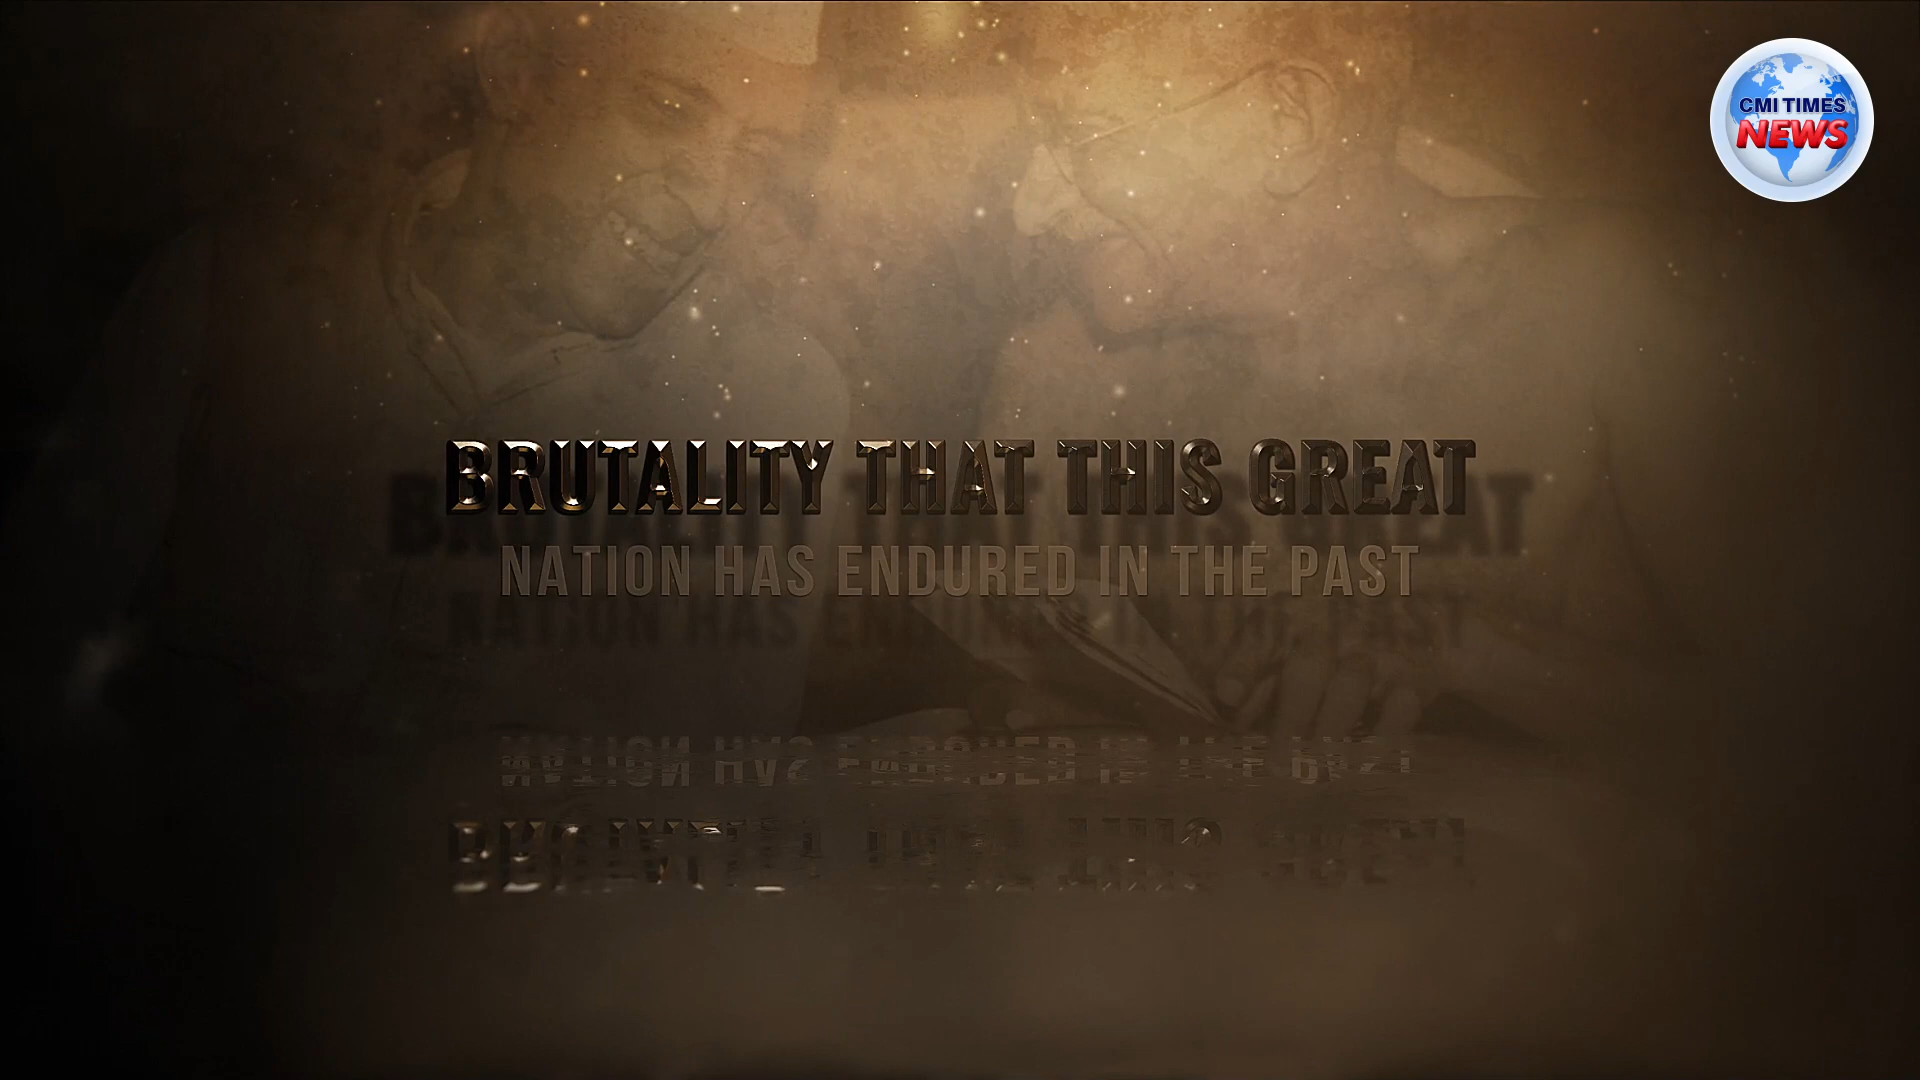 CMI TIMES
NEWS
BRUTALITY THAT THIS GREAT
NATION HAS ENDURED IN THE PAST